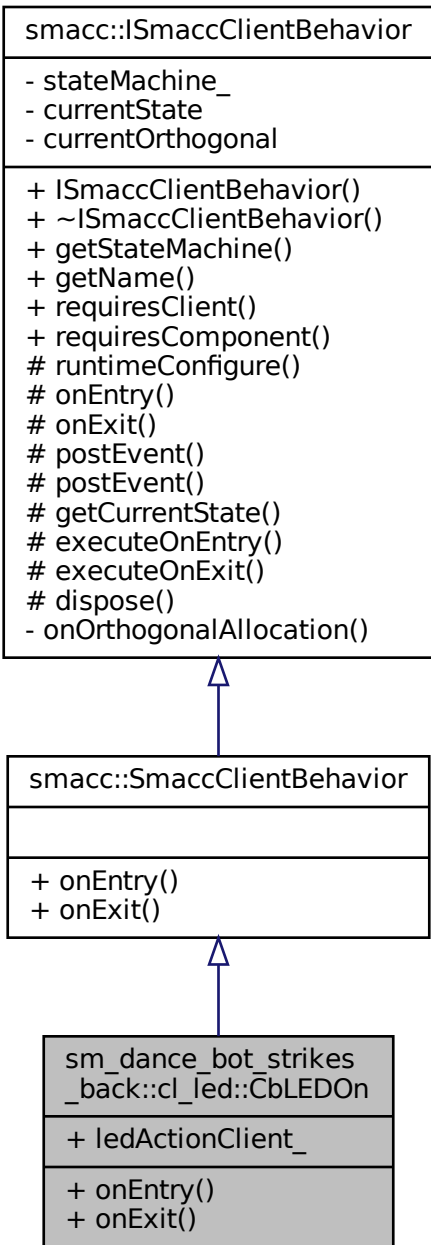 smacc::ISmaccClientBehavior
- stateMachine_
- currentState
- currentOrthogonal
+ ISmaccClientBehavior()
+ ~ISmaccClientBehavior()
+ getStateMachine()
+ getName()
+ requiresClient()
+ requiresComponent()
# runtimeConfigure()
# onEntry()
# onExit()
# postEvent()
# postEvent()
# getCurrentState()
# executeOnEntry()
# executeOnExit()
# dispose()
- onOrthogonalAllocation()
smacc::SmaccClientBehavior
+ onEntry()
+ onExit()
sm_dance_bot_strikes
_back::cl_led::CbLEDOn
+ ledActionClient_
+ onEntry()
+ onExit()